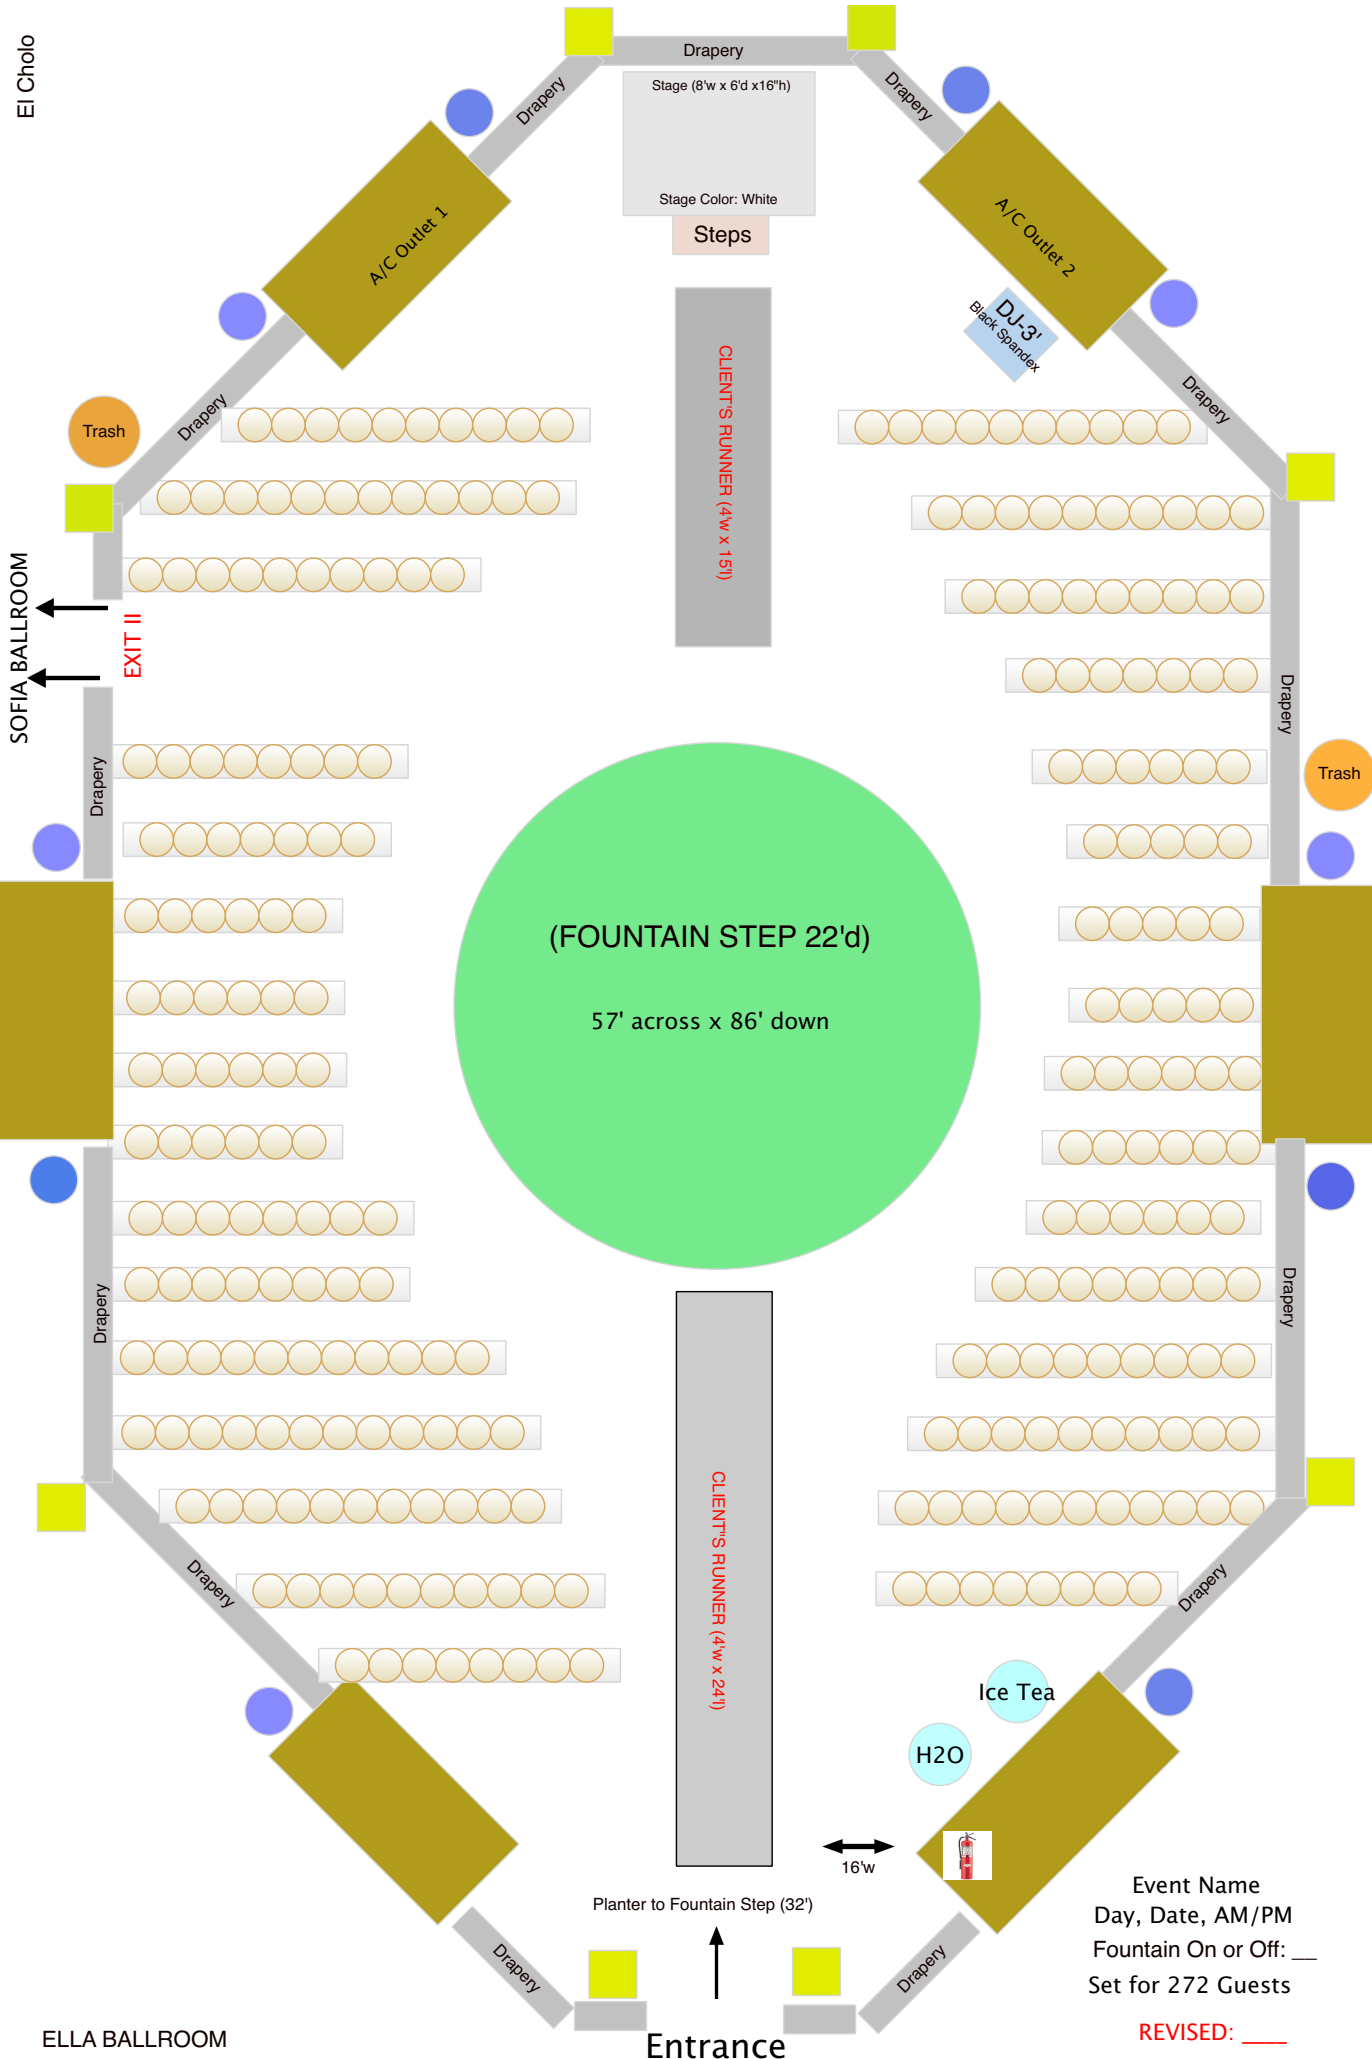 El Cholo
Drapery
Drapery
Drapery
Stage (8'w x 6'd x16"h)
Stage Color: White
Steps
A/C Outlet 1
A/C Outlet 2
DJ-3'
Black Spandex
CLIENT'S RUNNER (4'w x 15'l)
Drapery
Drapery
Trash
SOFIA BALLROOM
EXIT II
Drapery
Drapery
Trash
(FOUNTAIN STEP 22'd)
57' across x 86' down
Drapery
Drapery
CLIENT"S RUNNER (4'w x 24'l)
Drapery
Drapery
Ice Tea
H2O
16'w
Planter to Fountain Step (32')
Drapery
Drapery
Entrance
Event Name
Day, Date, AM/PM
Fountain On or Off: __
Set for 272 Guests
REVISED: ____
ELLA BALLROOM